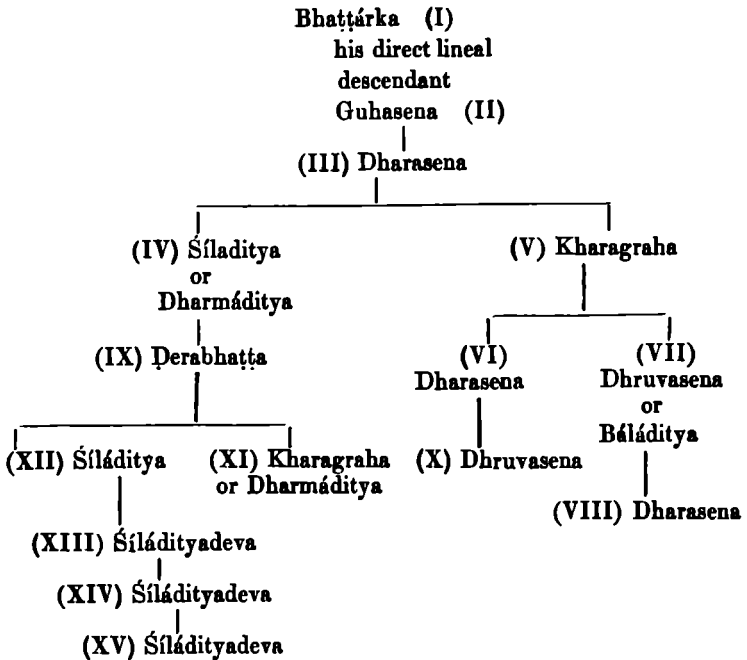 Bhaṭṭárka (I)
his direct lineal
descendant
Guhasena (II)
(III) Dharasena
(IV) Śíladitya
or
Dharmáditya
(V) Kharagraha
(IX) Ḍerabhaṭṭa
(VI)
Dharasena
(VII)
Dhruvasena
or
Báláditya
(XII) Śíláditya
(XI) Kharagraha
or Dharmáditya
(X) Dhruvasena
(VIII) Dharasena
(XIII) Śíládityadeva
(XIV) Śíládityadeva
(XV) Śíládityadeva